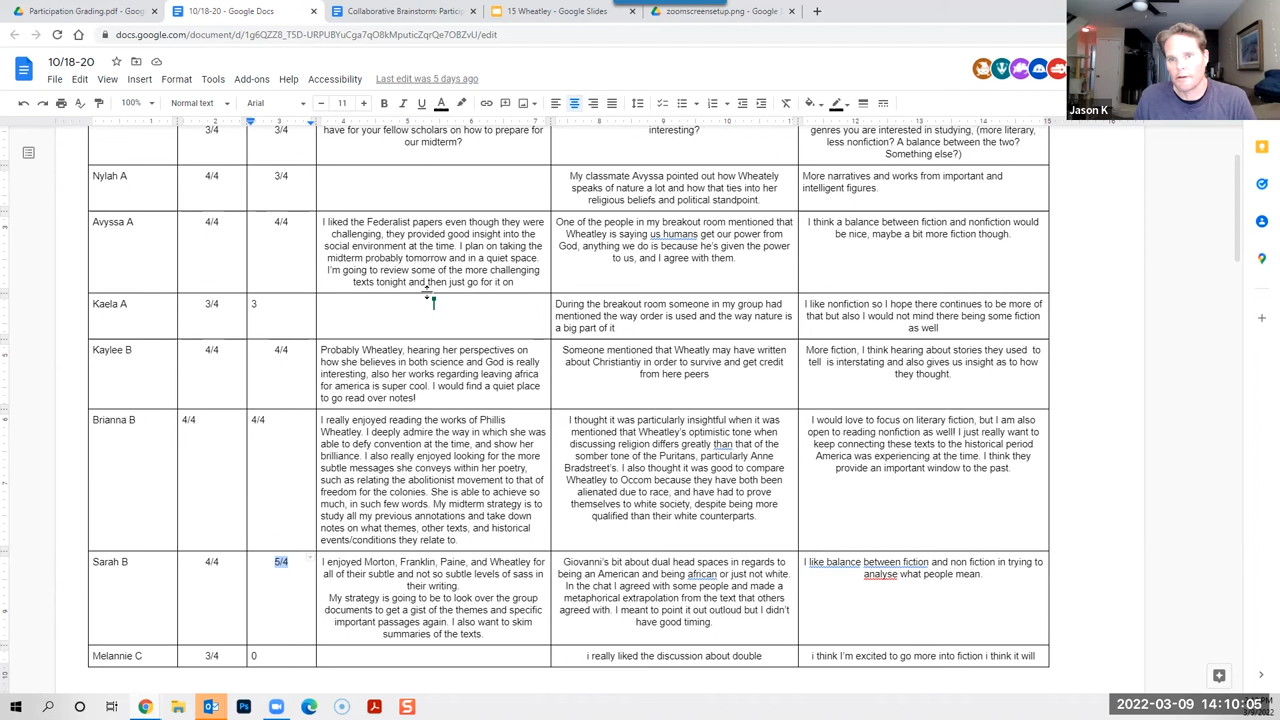 Participation Grading.pdf
10/18-20 - Google Docs
Collaborative Brainstorm: Particip
15 Wheatley - Google Slides
zoomscreensetup.png - Google
docs.google.com/document/d/1g6QZZ8_T5D-URPUBYuCga7qO8kMputicZqrQe7OBZvU/edit
10/18-20
File Edit View Insert Format Tools Add-ons Help Accessibility
Last edit was 5 days ago
100% Normal text Arial 11
Jason K
3/4
3/4
have for your fellow scholars on how to prepare for
our midterm?
interesting?
genres you are interested in studying, (more literary,
less nonfiction? A balance between the two?
Something else?)
Nylah A
4/4
3/4
My classmate Avyssa pointed out how Wheately
speaks of nature a lot and how that ties into her
religious beliefs and political standpoint.
More narratives and works from important and
intelligent figures.
Avyssa A
4/4
4/4
I liked the Federalist papers even though they were
challenging, they provided good insight into the
social environment at the time. I plan on taking the
midterm probably tomorrow and in a quiet space.
I'm going to review some of the more challenging
texts tonight and then just go for it on
One of the people in my breakout room mentioned that
Wheatley is saying us humans get our power from
God, anything we do is because he's given the power
to us, and I agree with them.
I think a balance between fiction and nonfiction would
be nice, maybe a bit more fiction though.
Kaela A
3/4
3
During the breakout room someone in my group had
mentioned the way order is used and the way nature is
a big part of it
I like nonfiction so I hope there continues to be more of
that but also I would not mind there being some fiction
as well
Kaylee B
4/4
4/4
Probably Wheatley, hearing her perspectives on
how she believes in both science and God is really
interesting, also her works regarding leaving africa
for america is super cool. I would find a quiet place
to go read over notes!
Someone mentioned that Wheatly may have written
about Christiantiy in order to survive and get credit
from here peers
More fiction, I think hearing about stories they used to
tell is interstating and also gives us insight as to how
they thought.
Brianna B
4/4
4/4
I really enjoyed reading the works of Phillis
Wheatley. I deeply admire the way in which she was
able to defy convention at the time, and show her
brilliance. I also really enjoyed looking for the more
subtle messages she conveys within her poetry,
such as relating the abolitionist movement to that of
freedom for the colonies. She is able to achieve so
much, in such few words. My midterm strategy is to
study all my previous annotations and take down
notes on what themes, other texts, and historical
events/conditions they relate to.
I thought it was particularly insightful when it was
mentioned that Wheatley's optimistic tone when
discussing religion differs greatly than that of the
somber tone of the Puritans, particularly Anne
Bradstreet's. I also thought it was good to compare
Wheatley to Occom because they have both been
alienated due to race, and have had to prove
themselves to white society, despite being more
qualified than their white counterparts.
I would love to focus on literary fiction, but I am also
open to reading nonfiction as well! I just really want to
keep connecting these texts to the historical period
America was experiencing at the time. I think they
provide an important window to the past.
Sarah B
4/4
5/4
I enjoyed Morton, Franklin, Paine, and Wheatley for
all of their subtle and not so subtle levels of sass in
their writing.
My strategy is going to be to look over the group
documents to get a gist of the themes and specific
important passages again. I also want to skim
summaries of the texts.
Giovanni's bit about dual head spaces in regards to
being an American and being african or just not white.
In the chat I agreed with some people and made a
metaphorical extrapolation from the text that others
agreed with. I meant to point it out outloud but I didn't
have good timing.
I like balance between fiction and non fiction in trying to
analyse what people mean.
Melannie C
3/4
0
i really liked the discussion about double
i think I'm excited to go more into fiction i think it will
2022-03-09 14:10:05